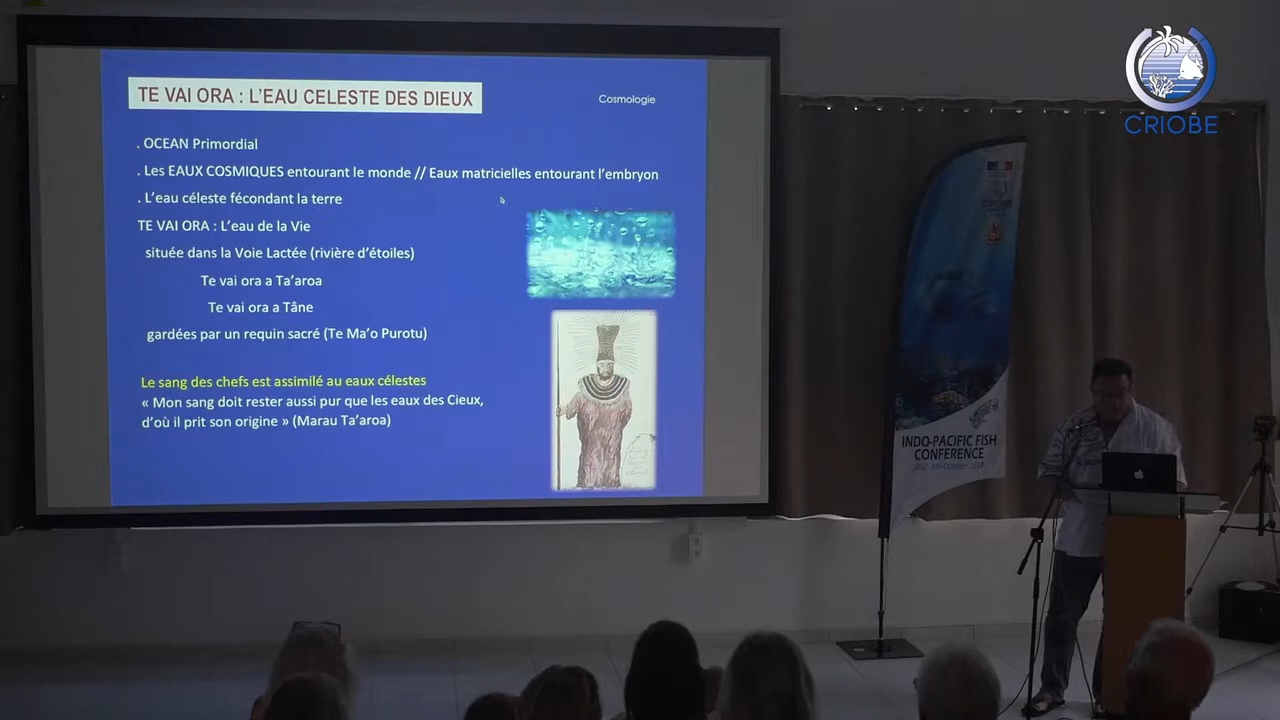 TE VAI ORA : L'EAU CELESTE DES DIEUX
Cosmologie
. OCEAN Primordial
. Les EAUX COSMIQUES entourant le monde // Eaux matricielles entourant l'embryon
. L'eau céleste fécondant la terre
TE VAI ORA : L'eau de la Vie
située dans la Voie Lactée (rivière d'étoiles)
Te vai ora a Ta'aroa
Te vai ora a Tâne
gardées par un requin sacré (Te Ma'o Purotu)
Le sang des chefs est assimilé au eaux célestes
« Mon sang doit rester aussi pur que les eaux des Cieux,
d'où il prit son origine » (Marau Ta'aroa)
CRIOBE
INDO-PACIFIC FISH
CONFERENCE